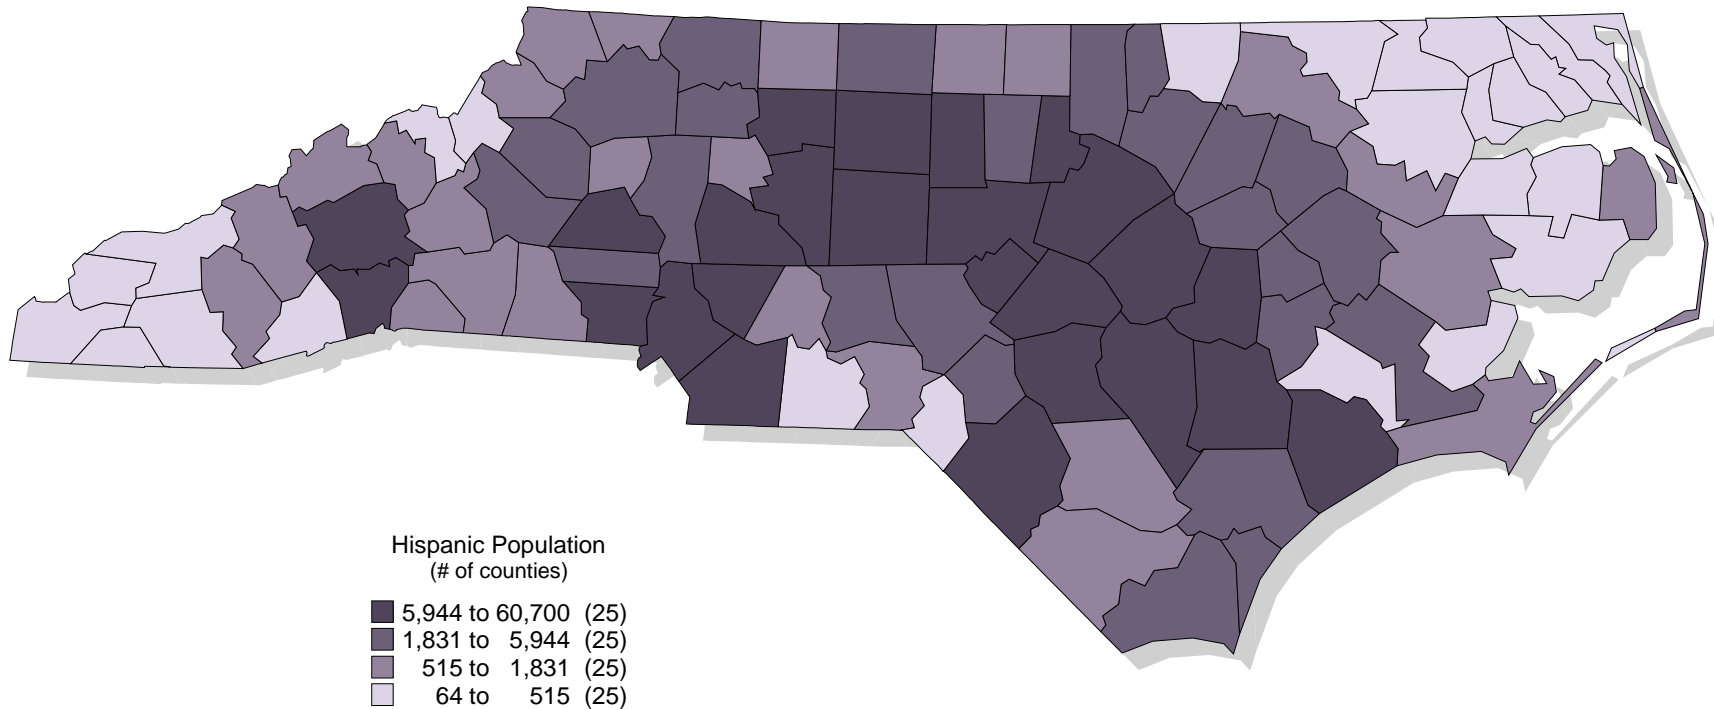 Hispanic Population
(# of counties)
5,944 to 60,700 (25)
1,831 to 5,944 (25)
515 to 1,831 (25)
64 to 515 (25)